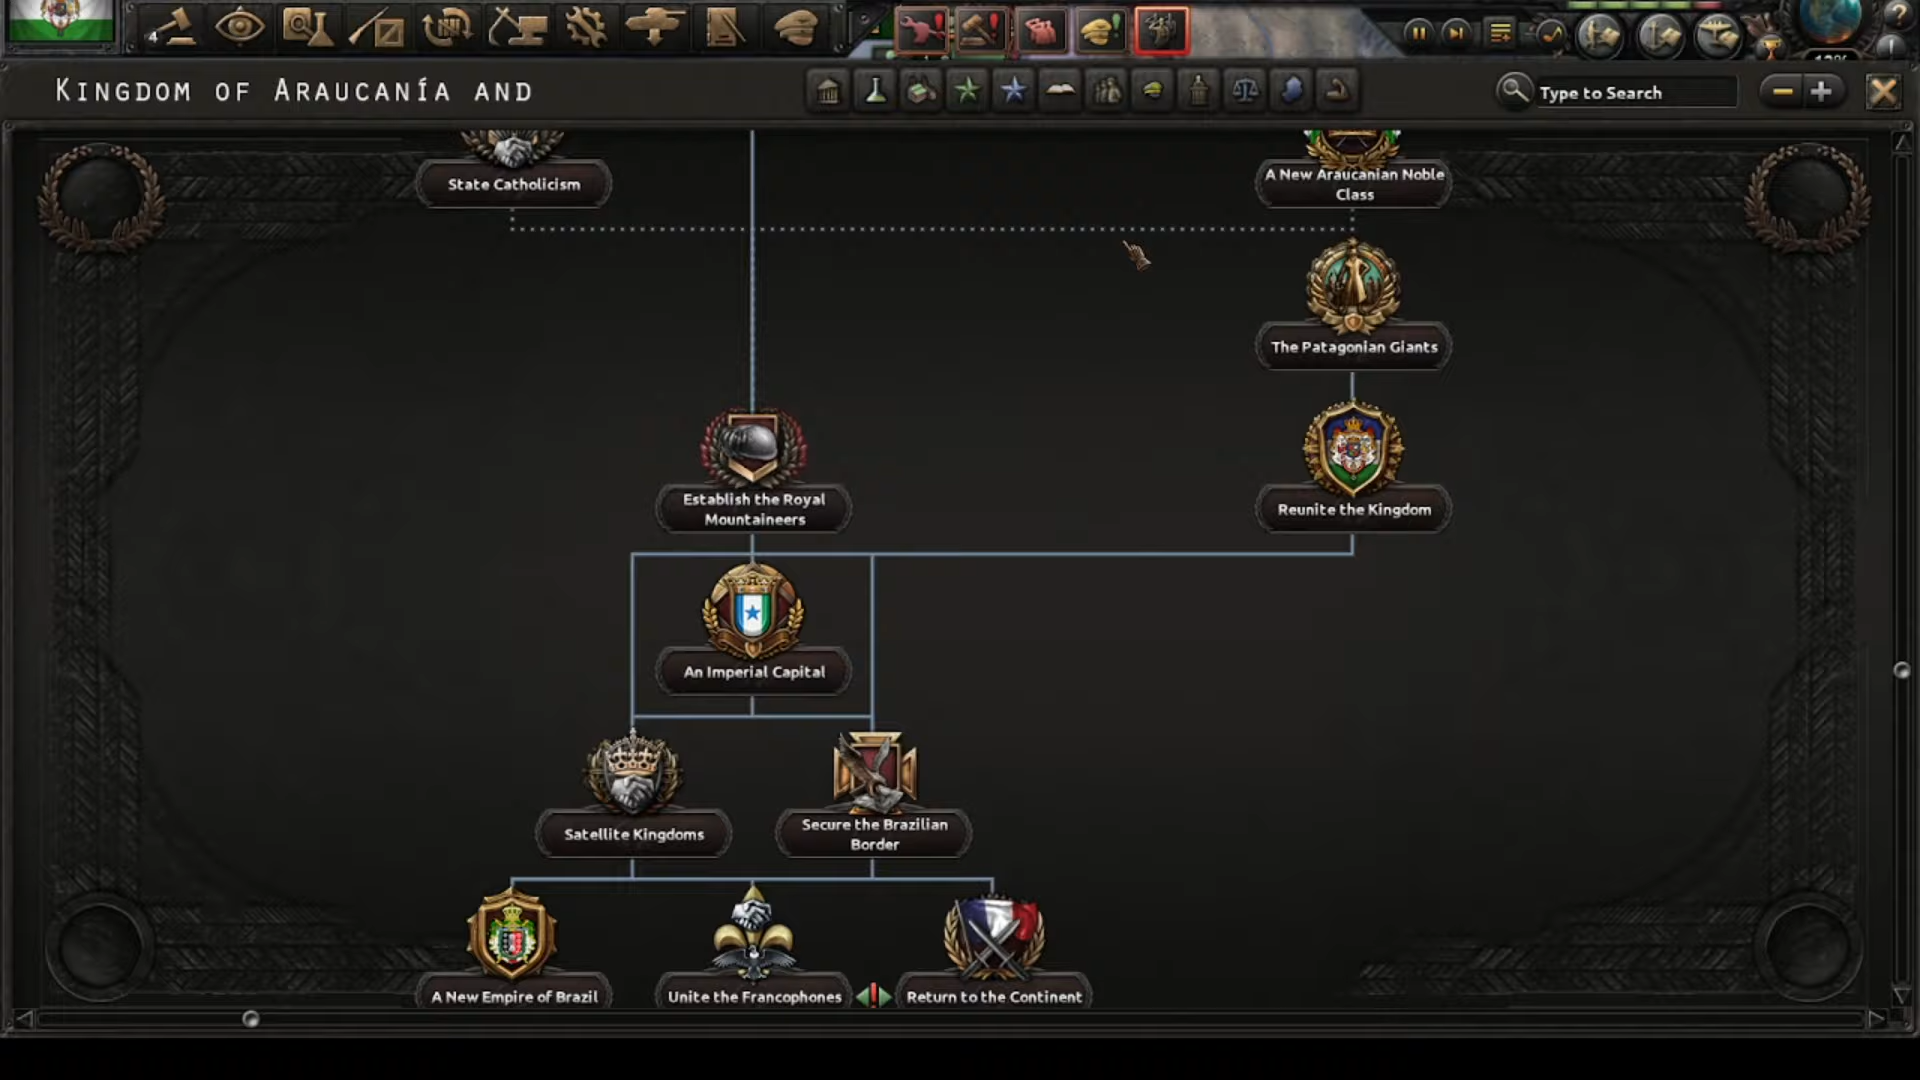 4
KINGDOM OF ARAUCANÍA AND
Type to Search
State Catholicism
A New Araucanian Noble
Class
The Patagonian Giants
Establish the Royal
Mountaineers
Reunite the Kingdom
An Imperial Capital
Satellite Kingdoms
Secure the Brazilian
Border
A New Empire of Brazil
Unite the Francophones
Return to the Continent